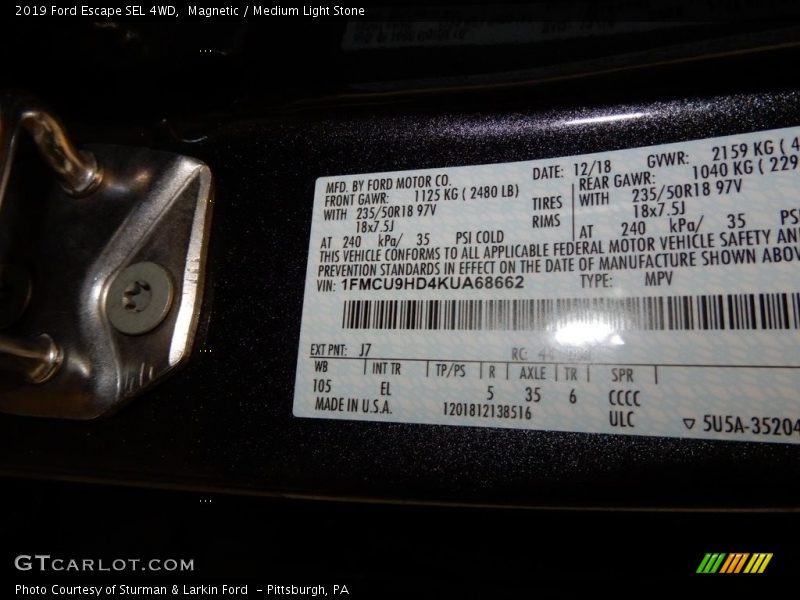 2019 Ford Escape SEL 4WD, Magnetic / Medium Light Stone
MFD. BY FORD MOTOR CO. DATE: 12/18 GVWR: 2159 KG ( 4
FRONT GAWR: 1125 KG ( 2480 LB) REAR GAWR: 1040 KG ( 229
WITH 235/50R18 97V TIRES WITH 235/50R18 97V
18x7.5J RIMS 18x7.5J
AT 240 kPa/ 35 PSI COLD AT 240 kPa/ 35 PSI
THIS VEHICLE CONFORMS TO ALL APPLICABLE FEDERAL MOTOR VEHICLE SAFETY AN
PREVENTION STANDARDS IN EFFECT ON THE DATE OF MANUFACTURE SHOWN ABOV
VIN: 1FMCU9HD4KUA68662 TYPE: MPV
EXT PNT: J7 RC: 44
WB INT TR TP/PS R AXLE TR SPR
105 EL 5 35 6 CCCC
MADE IN U.S.A. 1201812138516 ULC ▽ 5U5A-35204
GTCARLOT.COM
Photo Courtesy of Sturman & Larkin Ford - Pittsburgh, PA